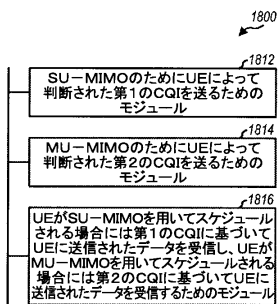 1800
1812
SU－MIMOのためにUEによって
判断された第1のCQIを送るための
モジュール
1814
MU－MIMOのためにUEによって
判断された第2のCQIを送るための
モジュール
1816
UEがSU－MIMOを用いてスケジュール
される場合には第1のCQIに基づいて
UEに送信されたデータを受信し、UEが
MU－MIMOを用いてスケジュールされる
場合には第2のCQIに基づいてUEに
送信されたデータを受信するためのモジュール